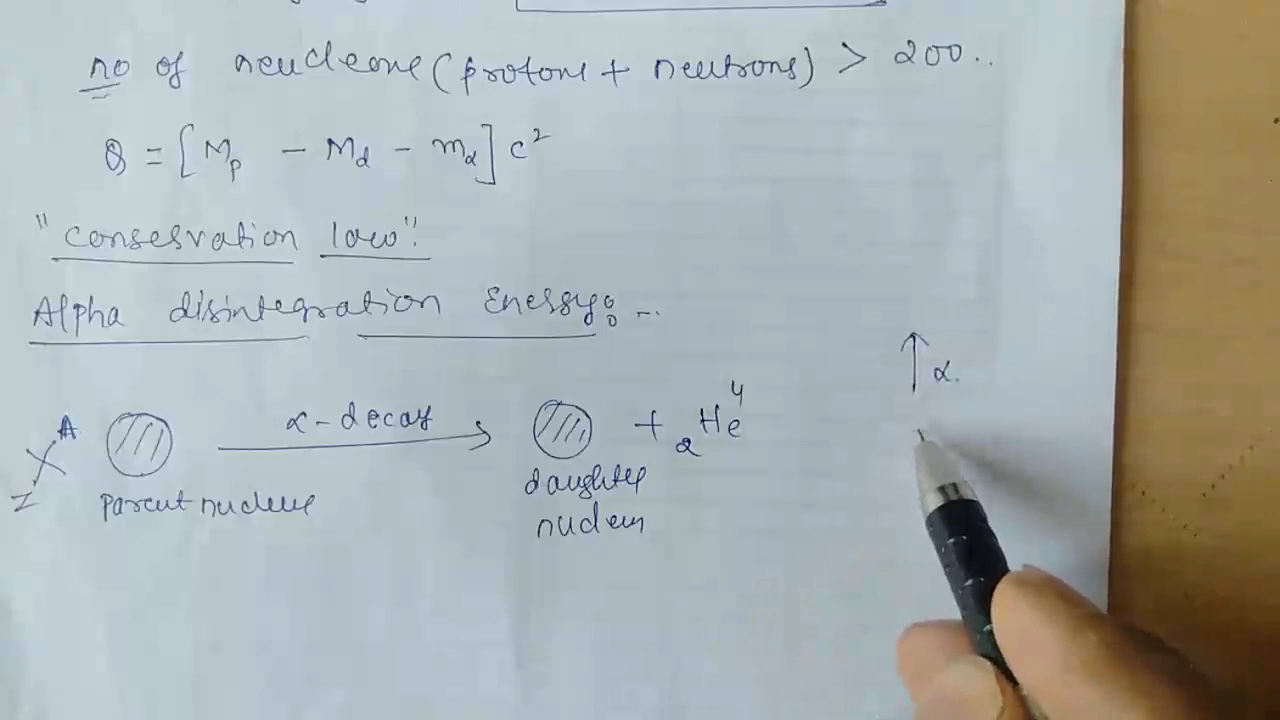 no of nucleons (protons + neutrons) > 200..
Q = [Mp - Md - mα] c²
"Conservation law".
Alpha disintegration Energy:-..
α-decay
X A Z
+ ₂He⁴
α.
parent nucleus
daughter
nucleus